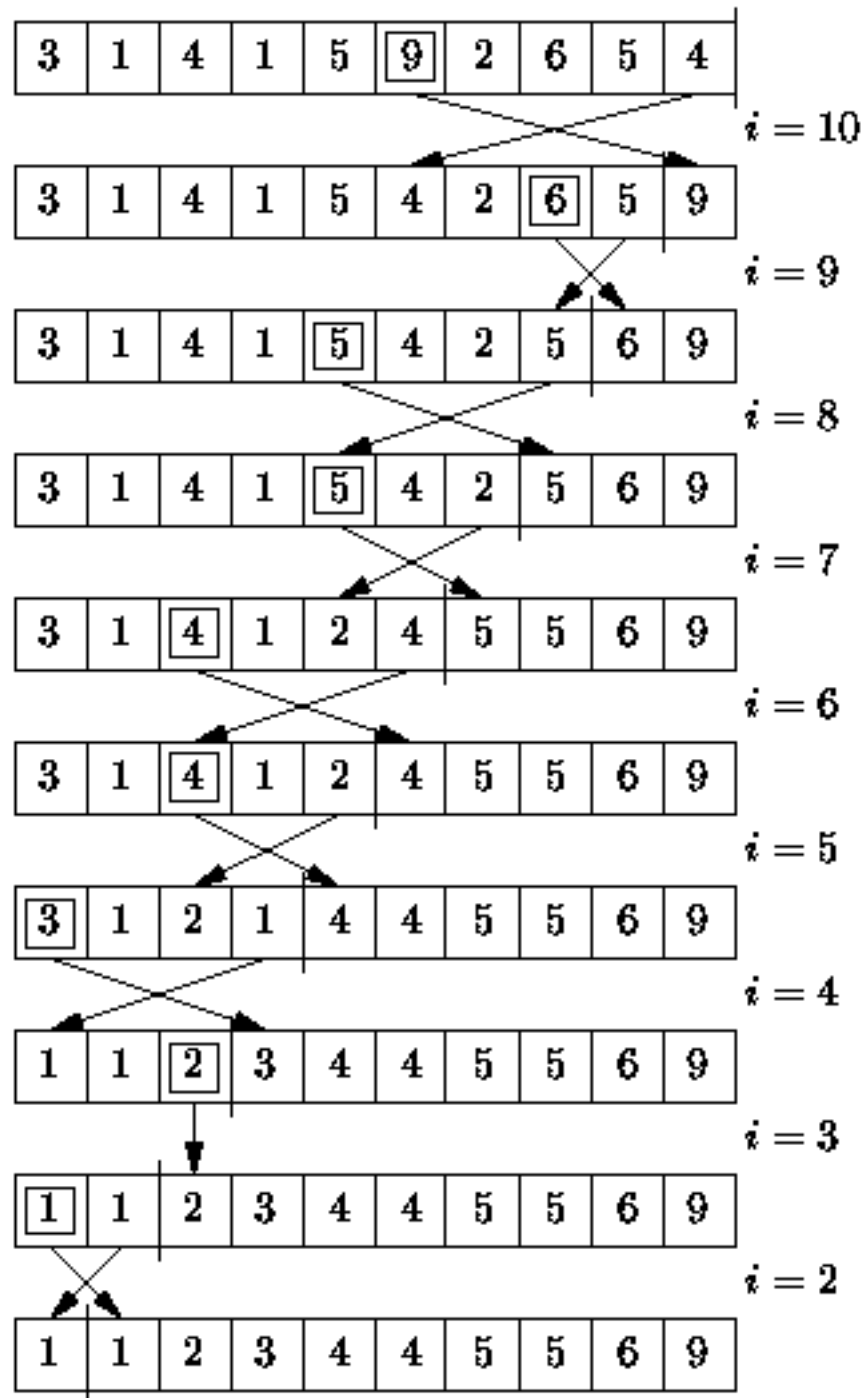 3 1 4 1 5 9 2 6 5 4
i = 10
3 1 4 1 5 4 2 6 5 9
i = 9
3 1 4 1 5 4 2 5 6 9
i = 8
3 1 4 1 5 4 2 5 6 9
i = 7
3 1 4 1 2 4 5 5 6 9
i = 6
3 1 4 1 2 4 5 5 6 9
i = 5
3 1 2 1 4 4 5 5 6 9
i = 4
1 1 2 3 4 4 5 5 6 9
i = 3
1 1 2 3 4 4 5 5 6 9
i = 2
1 1 2 3 4 4 5 5 6 9